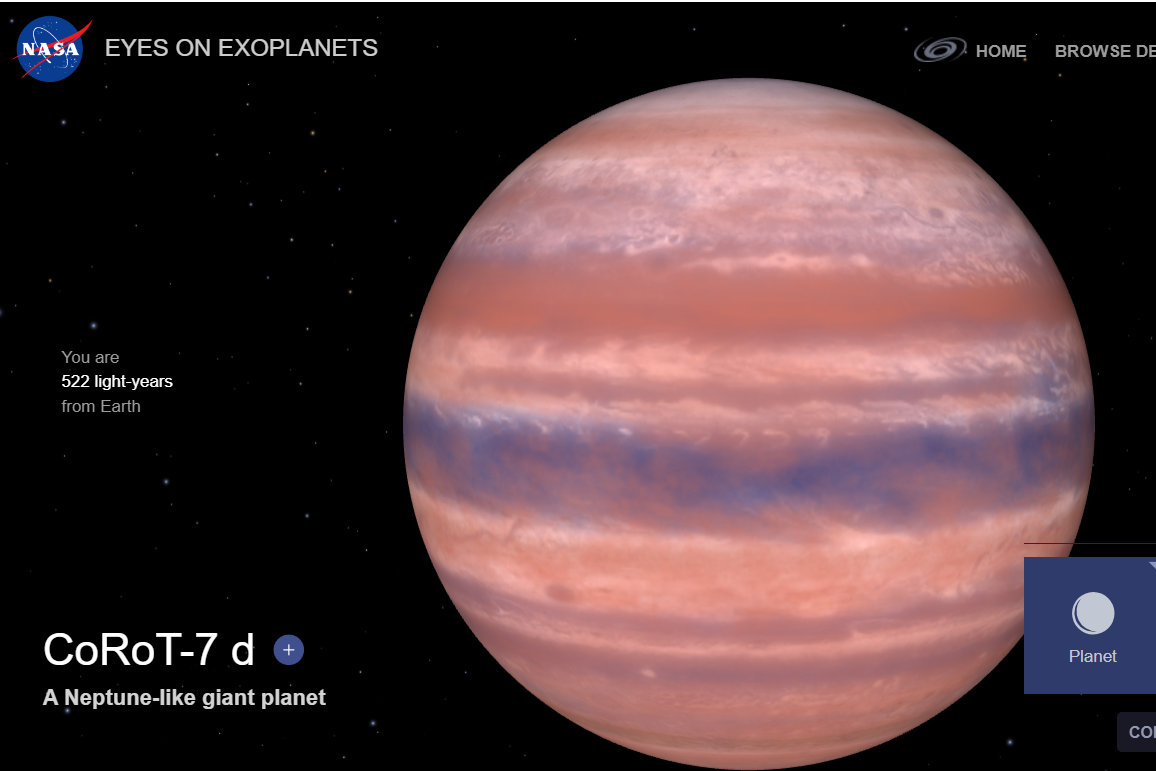 NASA
EYES ON EXOPLANETS
HOME
BROWSE DE
You are
522 light-years
from Earth
CoRoT-7 d
+
A Neptune-like giant planet
Planet